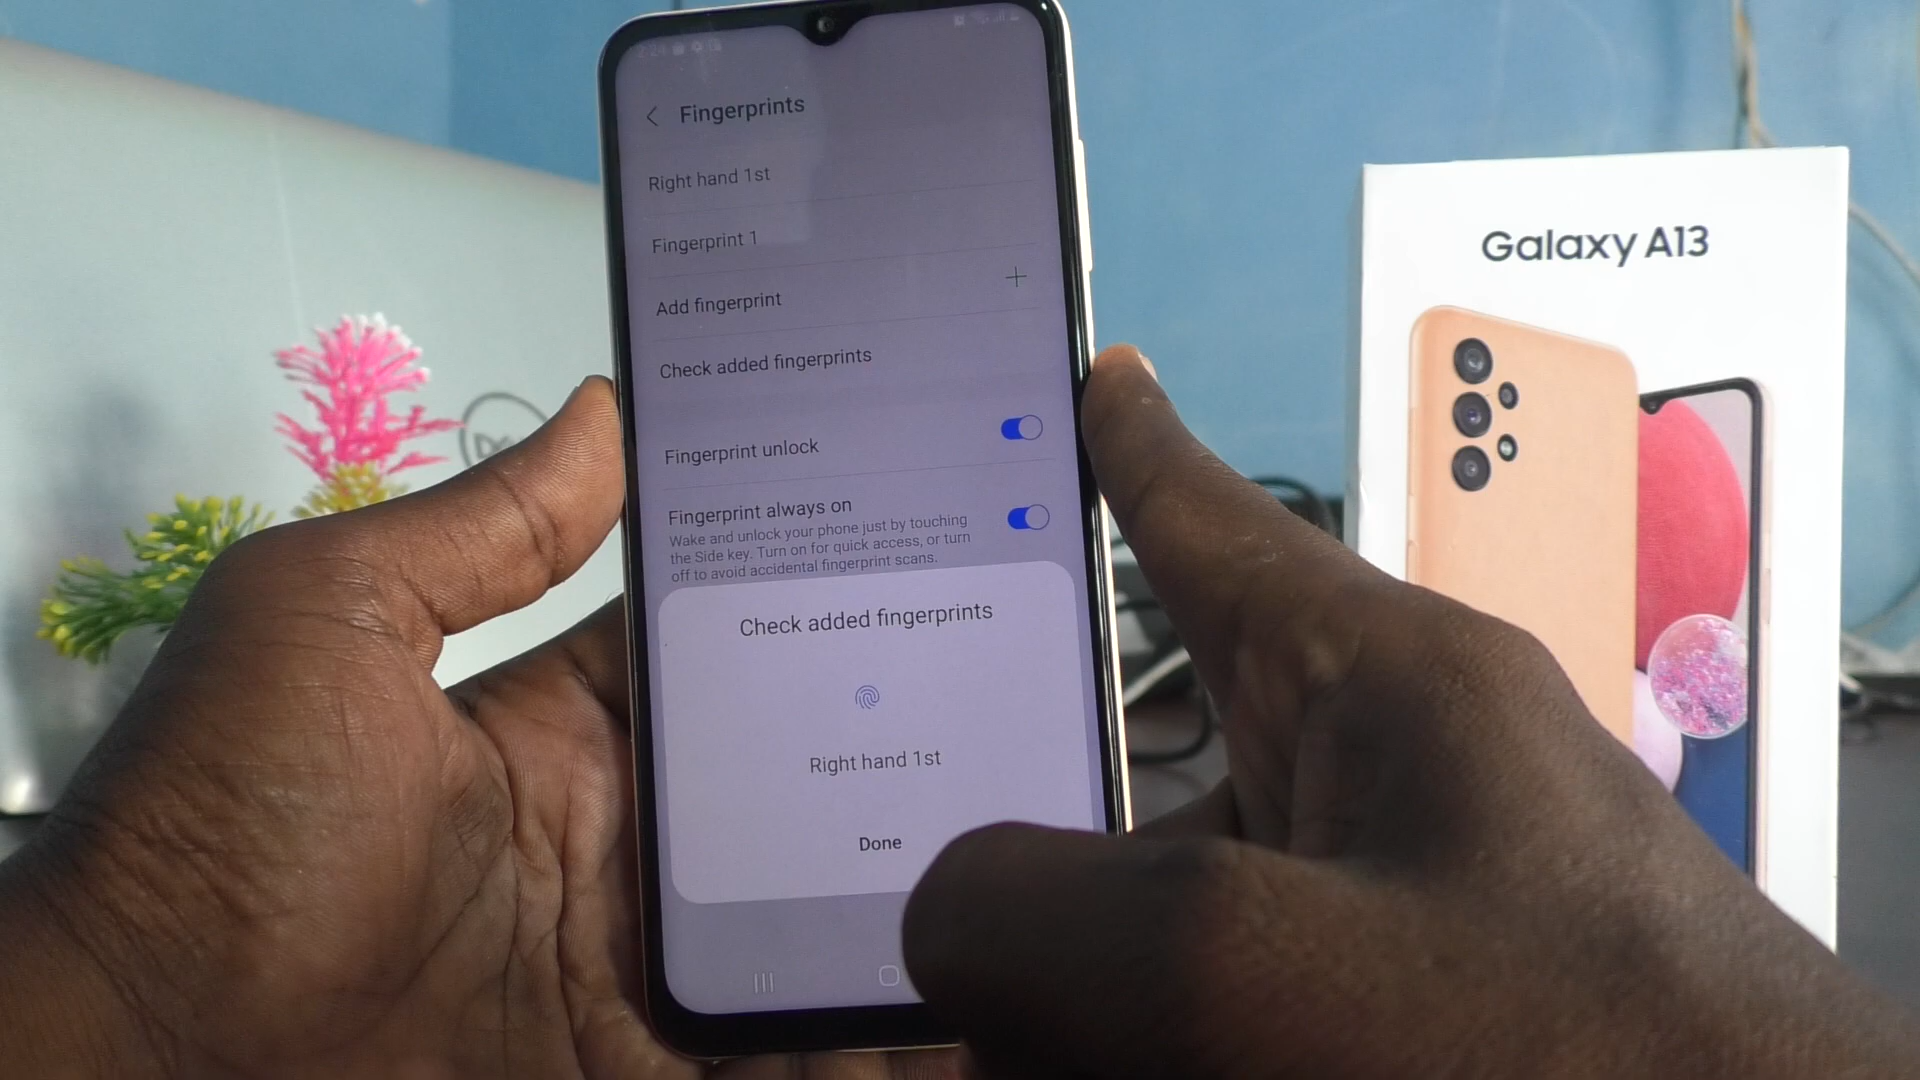 2:24
Fingerprints
Right hand 1st
Fingerprint 1
Add fingerprint
Check added fingerprints
Fingerprint unlock
Fingerprint always on
Wake and unlock your phone just by touching
the Side key. Turn on for quick access, or turn
off to avoid accidental fingerprint scans.
Check added fingerprints
Right hand 1st
Done
Galaxy A13